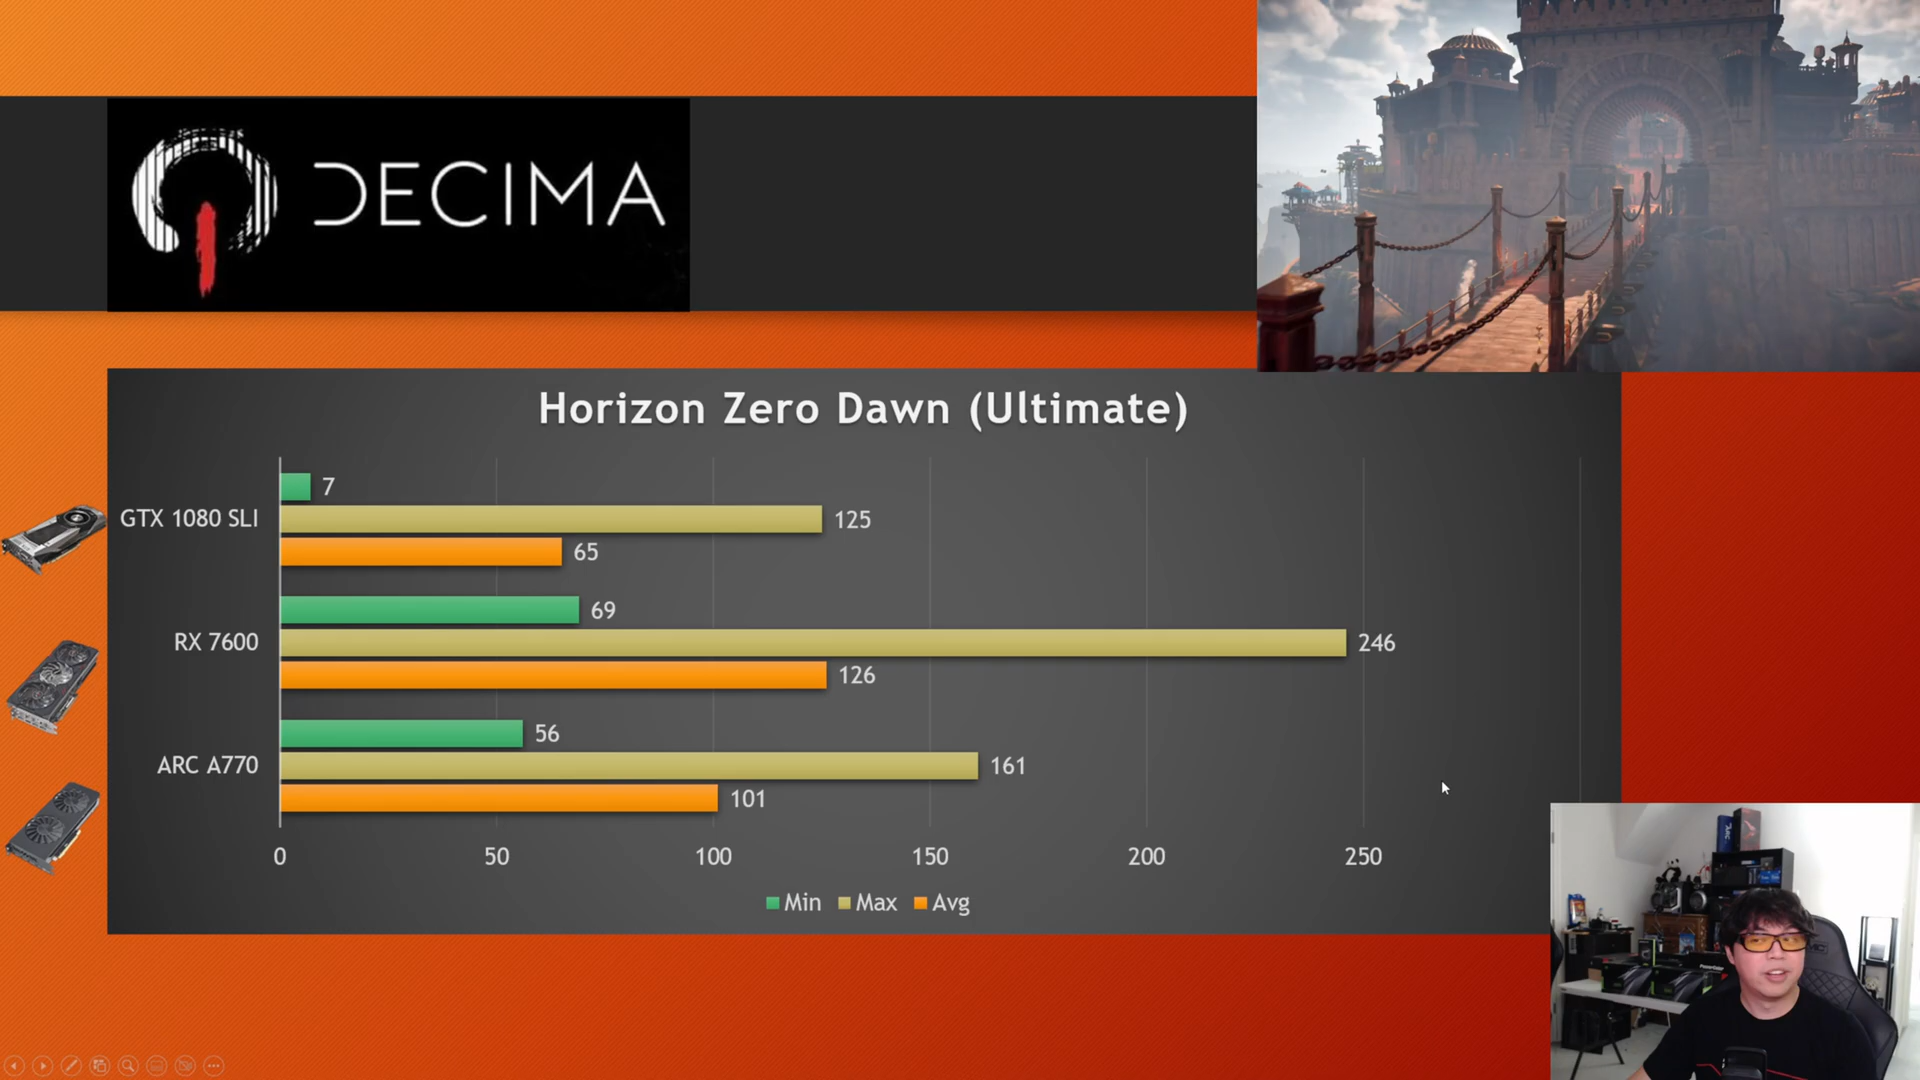 DECIMA
Horizon Zero Dawn (Ultimate)
GTX 1080 SLI
7
125
65
RX 7600
69
246
126
ARC A770
56
161
101
0 50 100 150 200 250
Min Max Avg